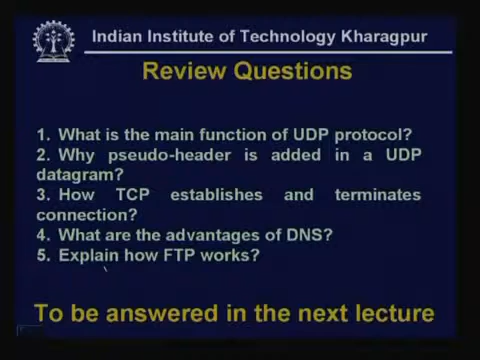 Indian Institute of Technology Kharagpur
Review Questions
1. What is the main function of UDP protocol?
2. Why pseudo-header is added in a UDP
datagram?
3. How TCP establishes and terminates
connection?
4. What are the advantages of DNS?
5. Explain how FTP works?
To be answered in the next lecture